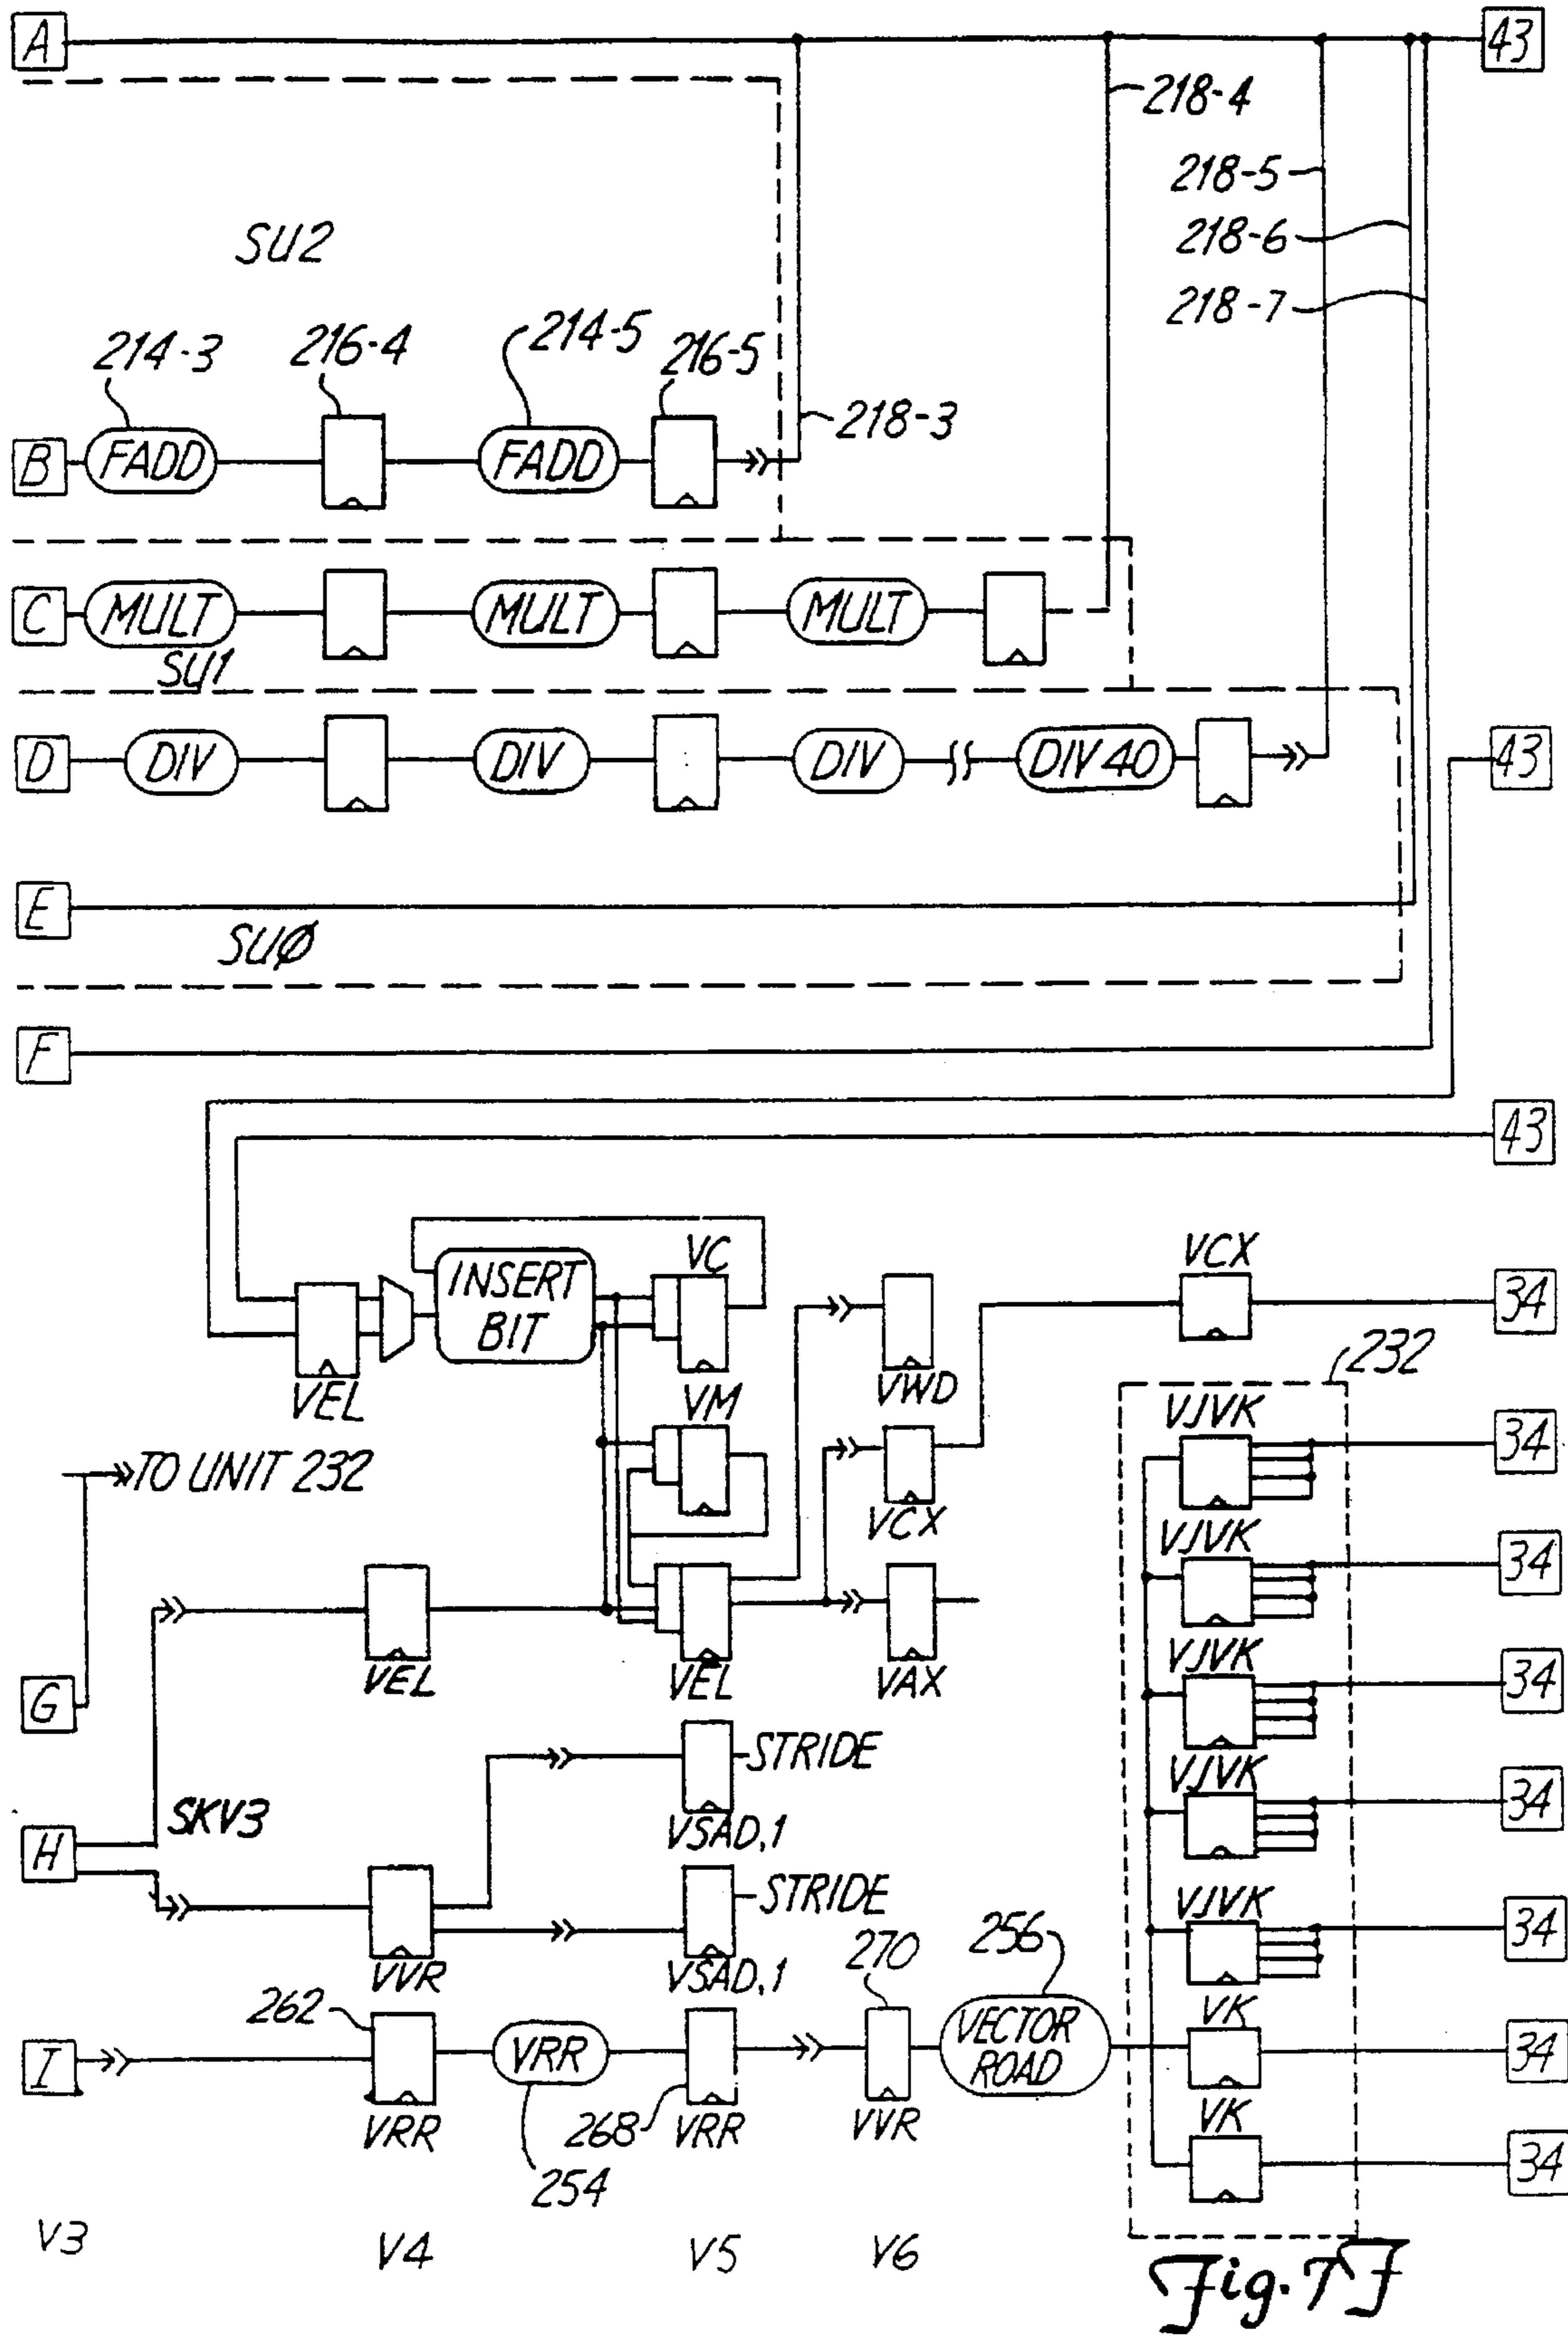 A
43
218-4
218-5
SU2
218-6
218-7
214-3
216-4
214-5
216-5
218-3
B
FADD
FADD
C
MULT
MULT
MULT
SU1
D
DIV
DIV
DIV
DIV 40
43
E
SUØ
F
43
VC
VCX
INSERT
BIT
34
VEL
VWD
232
VM
VJVK
34
TO UNIT 232
VCX
VJVK
34
VEL
VEL
VAX
VJVK
34
G
STRIDE
VJVK
34
SKV3
VSAD,1
H
STRIDE
VJVK
34
VVR
VSAD,1
270
256
262
VK
I
VRR
VECTOR
ROAD
34
VRR
268
VRR
VVR
VK
254
34
V3
V4
V5
V6
Fig. 7F